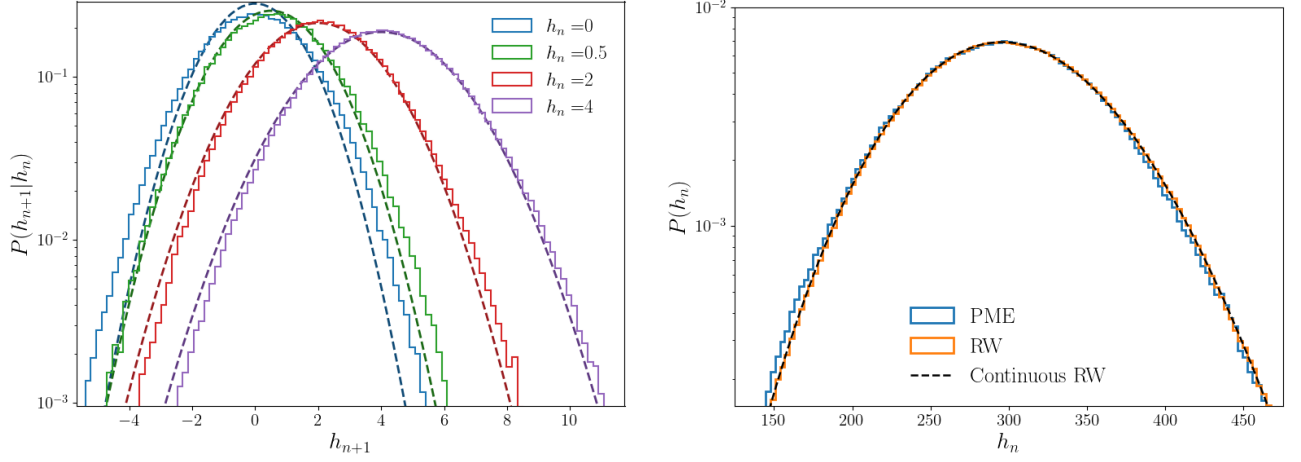 h_n =0
h_n =0.5
h_n =2
h_n =4
10^{-1}
10^{-2}
10^{-3}
P(h_{n+1}|h_n)
−4 −2 0 2 4 6 8 10
h_{n+1}
10^{-2}
10^{-3}
P(h_n)
PME
RW
Continuous RW
150 200 250 300 350 400 450
h_n